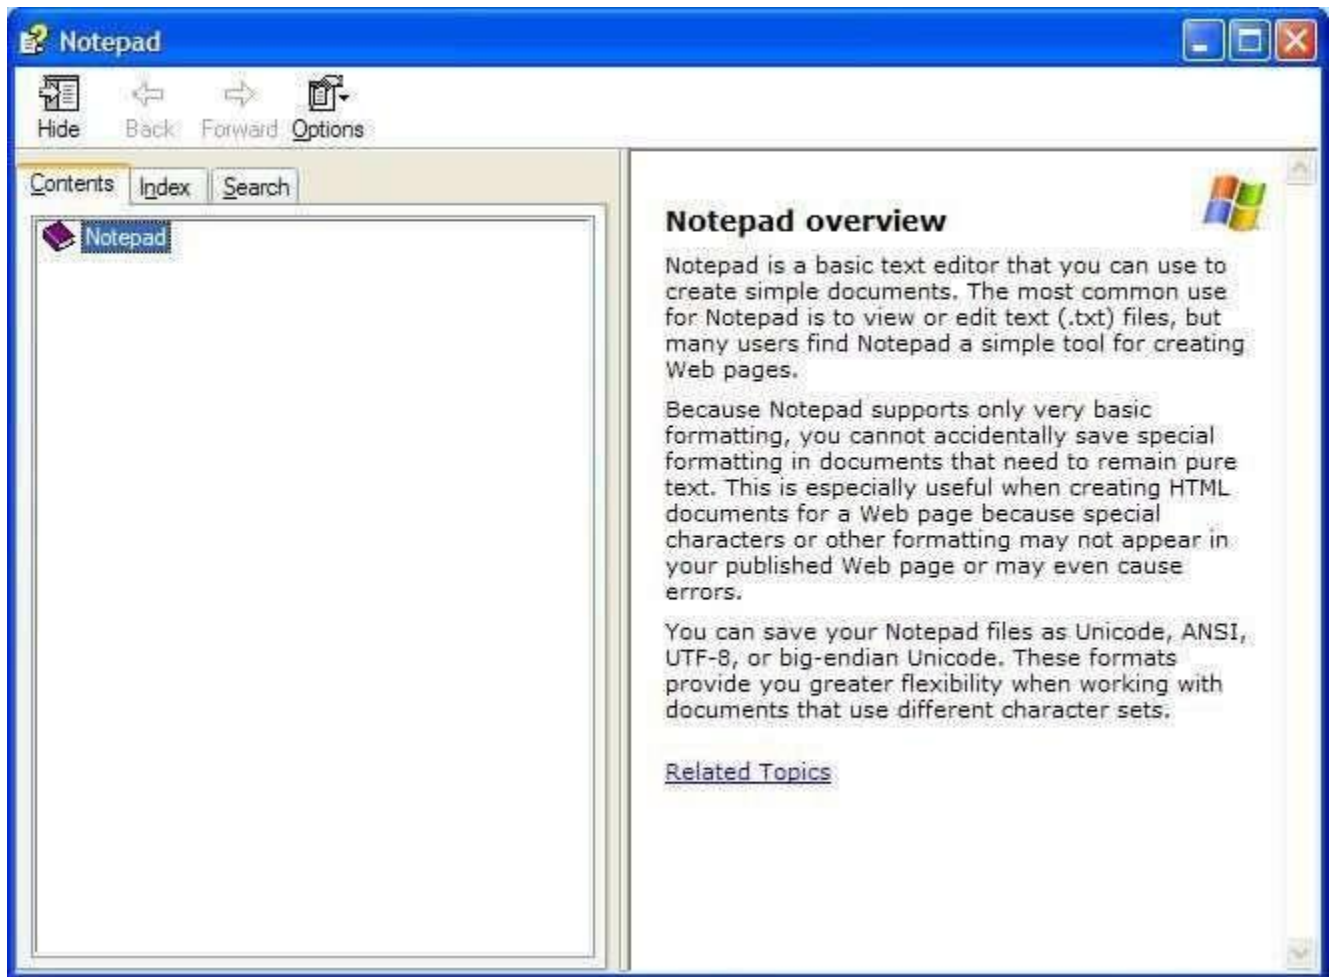 Notepad
Hide Back Forward Options
Contents Index Search
Notepad
Notepad overview
Notepad is a basic text editor that you can use to
create simple documents. The most common use
for Notepad is to view or edit text (.txt) files, but
many users find Notepad a simple tool for creating
Web pages.
Because Notepad supports only very basic
formatting, you cannot accidentally save special
formatting in documents that need to remain pure
text. This is especially useful when creating HTML
documents for a Web page because special
characters or other formatting may not appear in
your published Web page or may even cause
errors.
You can save your Notepad files as Unicode, ANSI,
UTF-8, or big-endian Unicode. These formats
provide you greater flexibility when working with
documents that use different character sets.
Related Topics